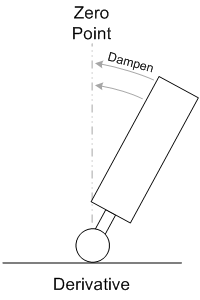 Zero
Point
Dampen
Derivative